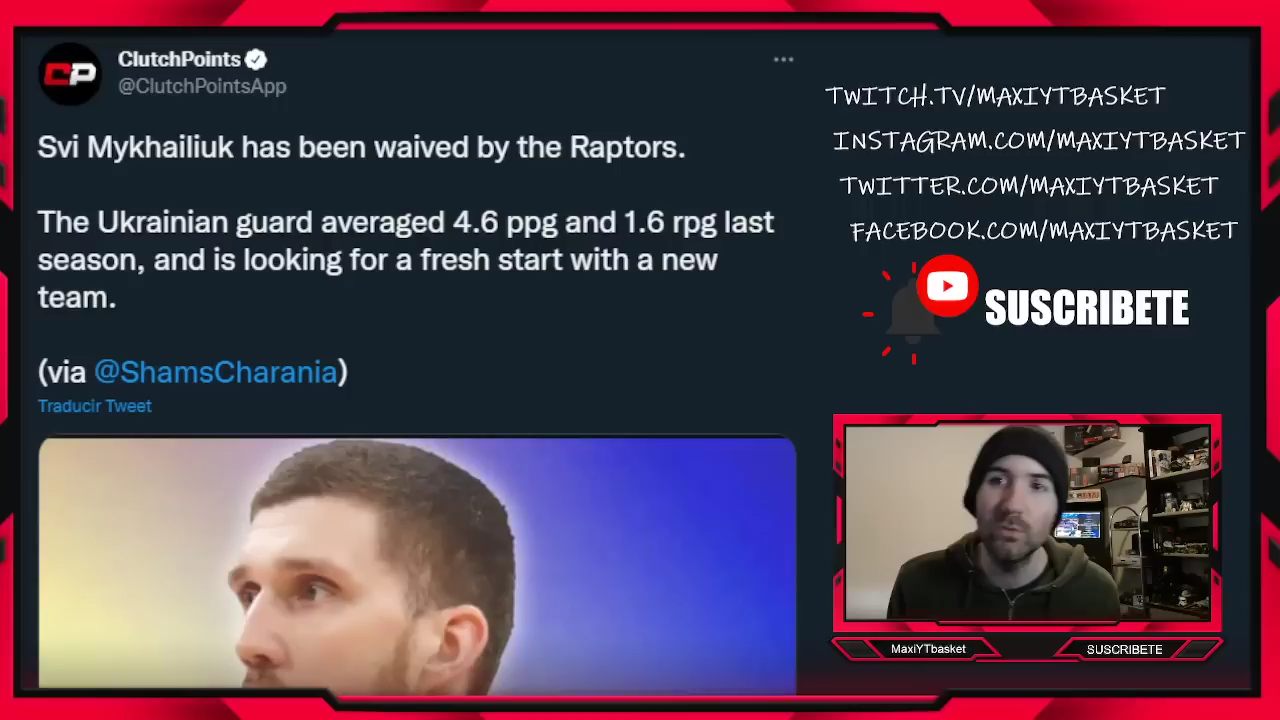 CP
ClutchPoints
@ClutchPointsApp
Svi Mykhailiuk has been waived by the Raptors.
The Ukrainian guard averaged 4.6 ppg and 1.6 rpg last
season, and is looking for a fresh start with a new
team.
(via @ShamsCharania)
Traducir Tweet
TWITCH.TV/MAXIYTBASKET
INSTAGRAM.COM/MAXIYTBASKET
TWITTER.COM/MAXIYTBASKET
FACEBOOK.COM/MAXIYTBASKET
SUSCRIBETE
MaxiYTbasket
SUSCRIBETE